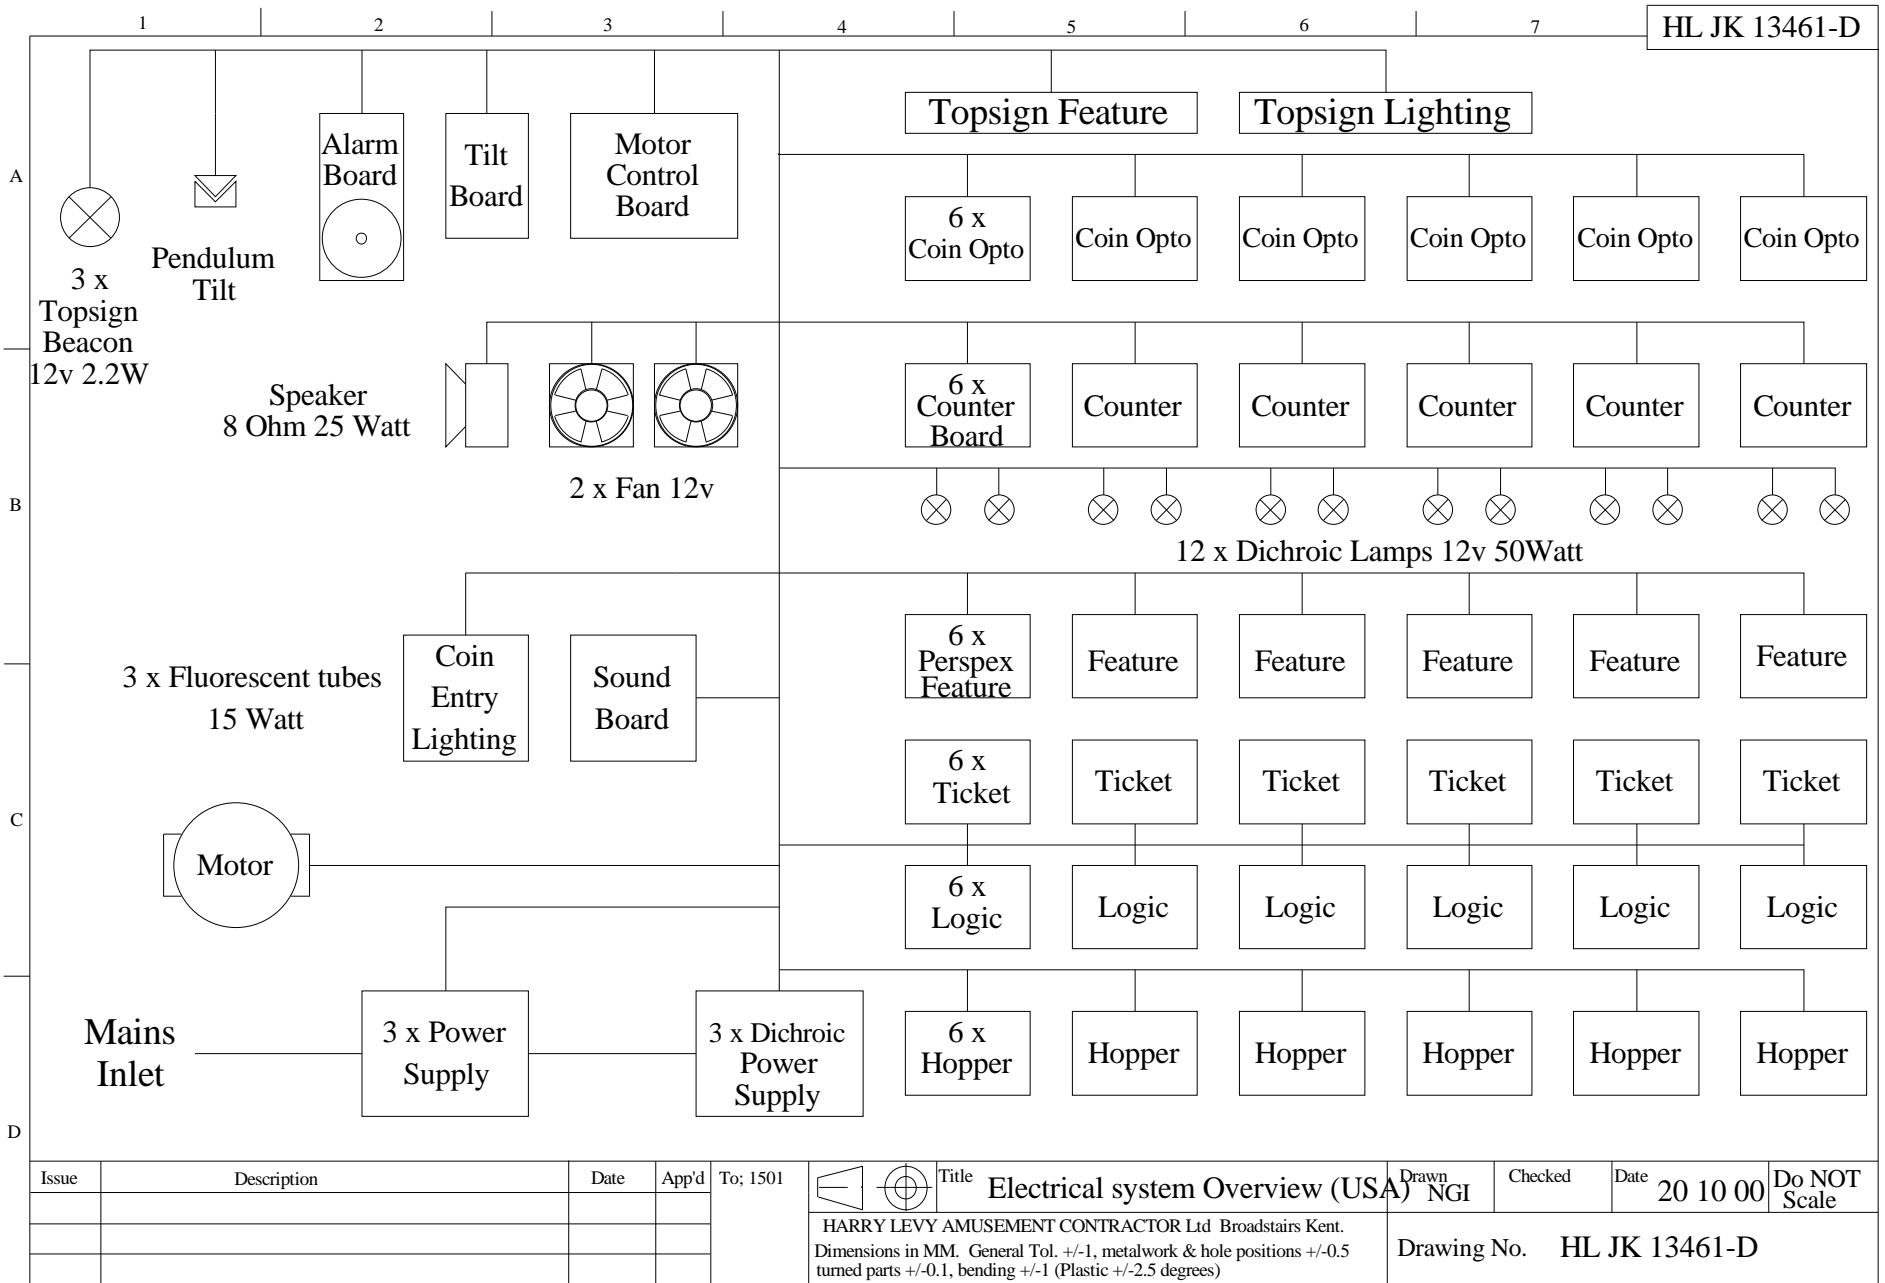 1 2 3 4 5 6 7
HL JK 13461-D
A
B
C
D
Topsign Feature
Topsign Lighting
Alarm
Board
Tilt
Board
Motor
Control
Board
3 x
Topsign
Beacon
12v 2.2W
Pendulum
Tilt
6 x
Coin Opto
Coin Opto
Coin Opto
Coin Opto
Coin Opto
Coin Opto
Speaker
8 Ohm 25 Watt
2 x Fan 12v
6 x
Counter
Board
Counter
Counter
Counter
Counter
Counter
12 x Dichroic Lamps 12v 50Watt
3 x Fluorescent tubes
15 Watt
Coin
Entry
Lighting
Sound
Board
6 x
Perspex
Feature
Feature
Feature
Feature
Feature
Feature
6 x
Ticket
Ticket
Ticket
Ticket
Ticket
Ticket
Motor
6 x
Logic
Logic
Logic
Logic
Logic
Logic
Mains
Inlet
3 x Power
Supply
3 x Dichroic
Power
Supply
6 x
Hopper
Hopper
Hopper
Hopper
Hopper
Hopper
Issue Description Date App'd
To; 1501
Title Electrical system Overview (USA)
Drawn NGI
Checked
Date 20 10 00
Do NOT
Scale
HARRY LEVY AMUSEMENT CONTRACTOR Ltd Broadstairs Kent.
Dimensions in MM. General Tol. +/-1, metalwork & hole positions +/-0.5
turned parts +/-0.1, bending +/-1 (Plastic +/-2.5 degrees)
Drawing No. HL JK 13461-D